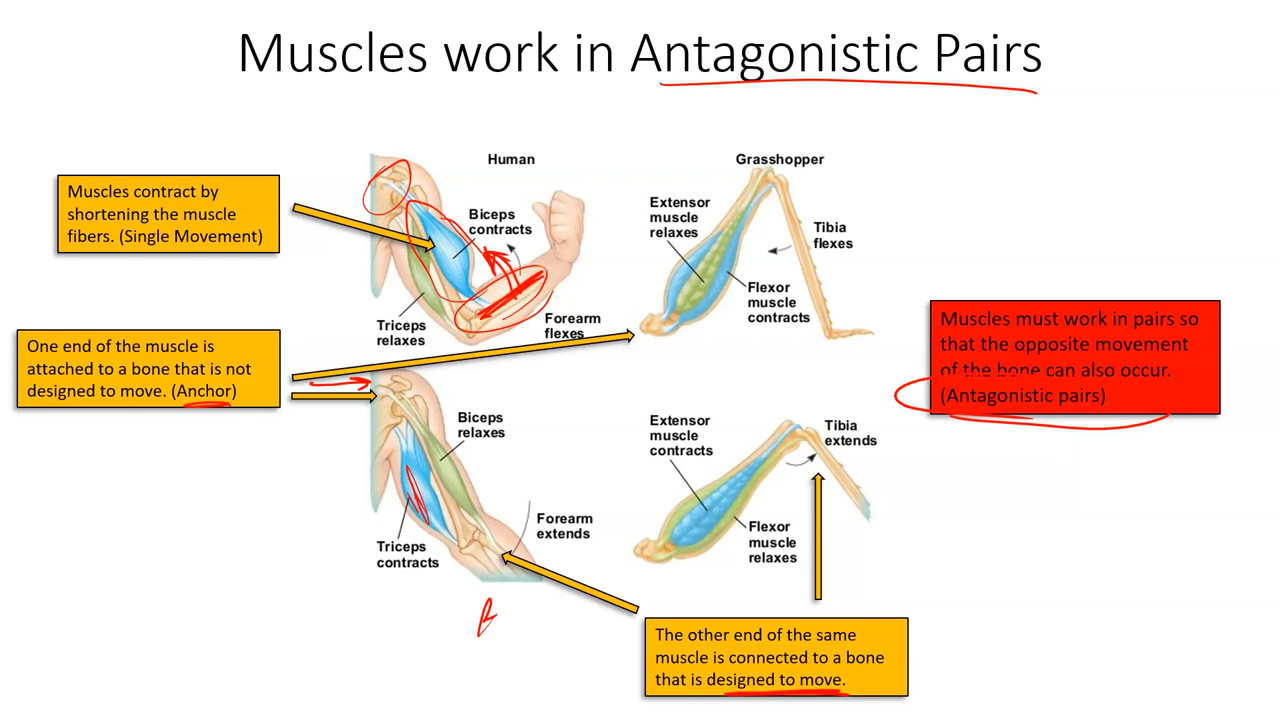 Muscles work in Antagonistic Pairs
Muscles contract by
shortening the muscle
fibers. (Single Movement)
Human
Biceps
contracts
Triceps
relaxes
Forearm
flexes
Grasshopper
Extensor
muscle
relaxes
Tibia
flexes
Flexor
muscle
contracts
One end of the muscle is
attached to a bone that is not
designed to move. (Anchor)
Muscles must work in pairs so
that the opposite movement
of the bone can also occur.
(Antagonistic pairs)
Biceps
relaxes
Triceps
contracts
Forearm
extends
Extensor
muscle
contracts
Tibia
extends
Flexor
muscle
relaxes
The other end of the same
muscle is connected to a bone
that is designed to move.